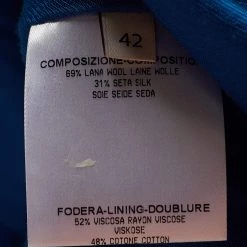 42
COMPOSIZIONE-COMPOSITION
69% LANA WOOL LAINE WOLLE
31% SETA SILK
SOIE SEIDE SEDA
FODERA-LINING-DOUBLURE
52% VISCOSA RAYON VISCOSE
VISKOSE
48% COTONE COTTON